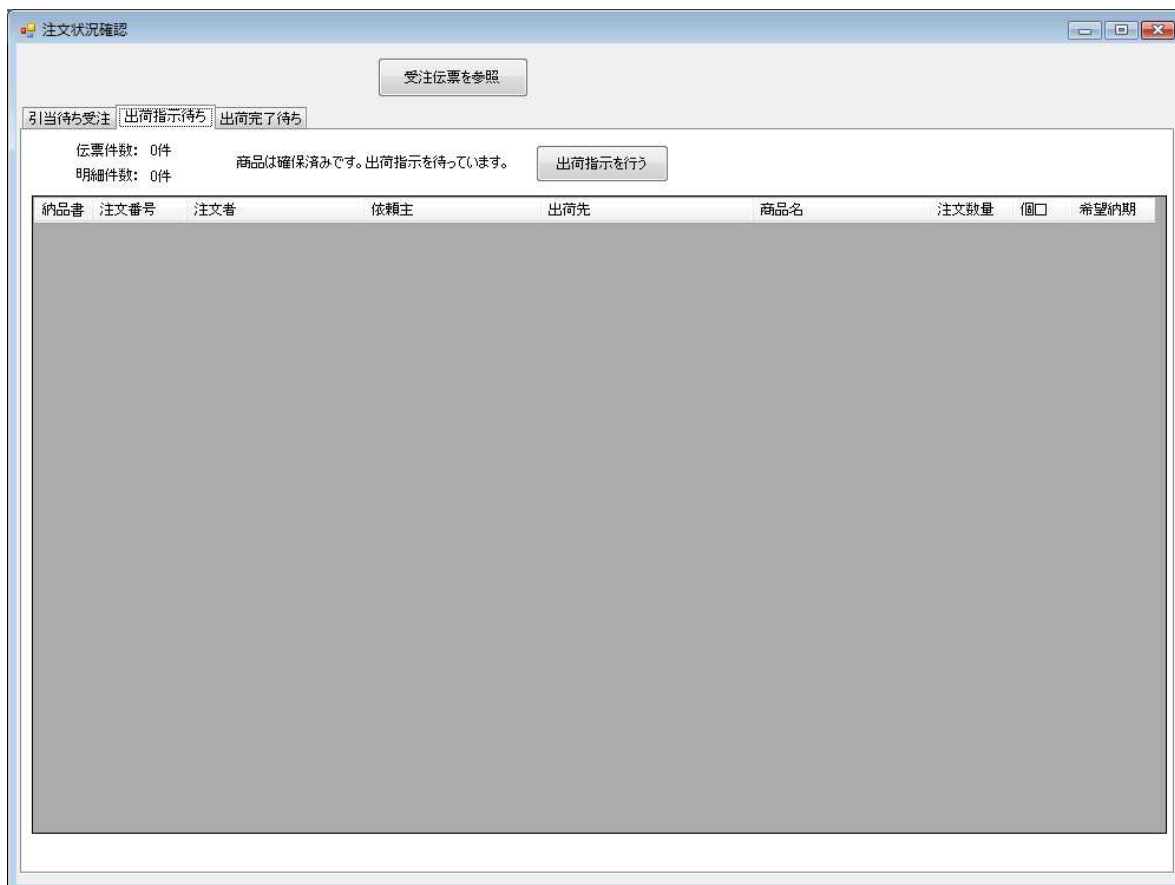 注文状況確認
受注伝票を参照
引当待ち受注 出荷指示待ち 出荷完了待ち
伝票件数: 0件
商品は確保済みです。出荷指示を待っています。 出荷指示を行う
明細件数: 0件
納品書 注文番号 注文者 依頼主 出荷先 商品名 注文数量 個口 希望納期